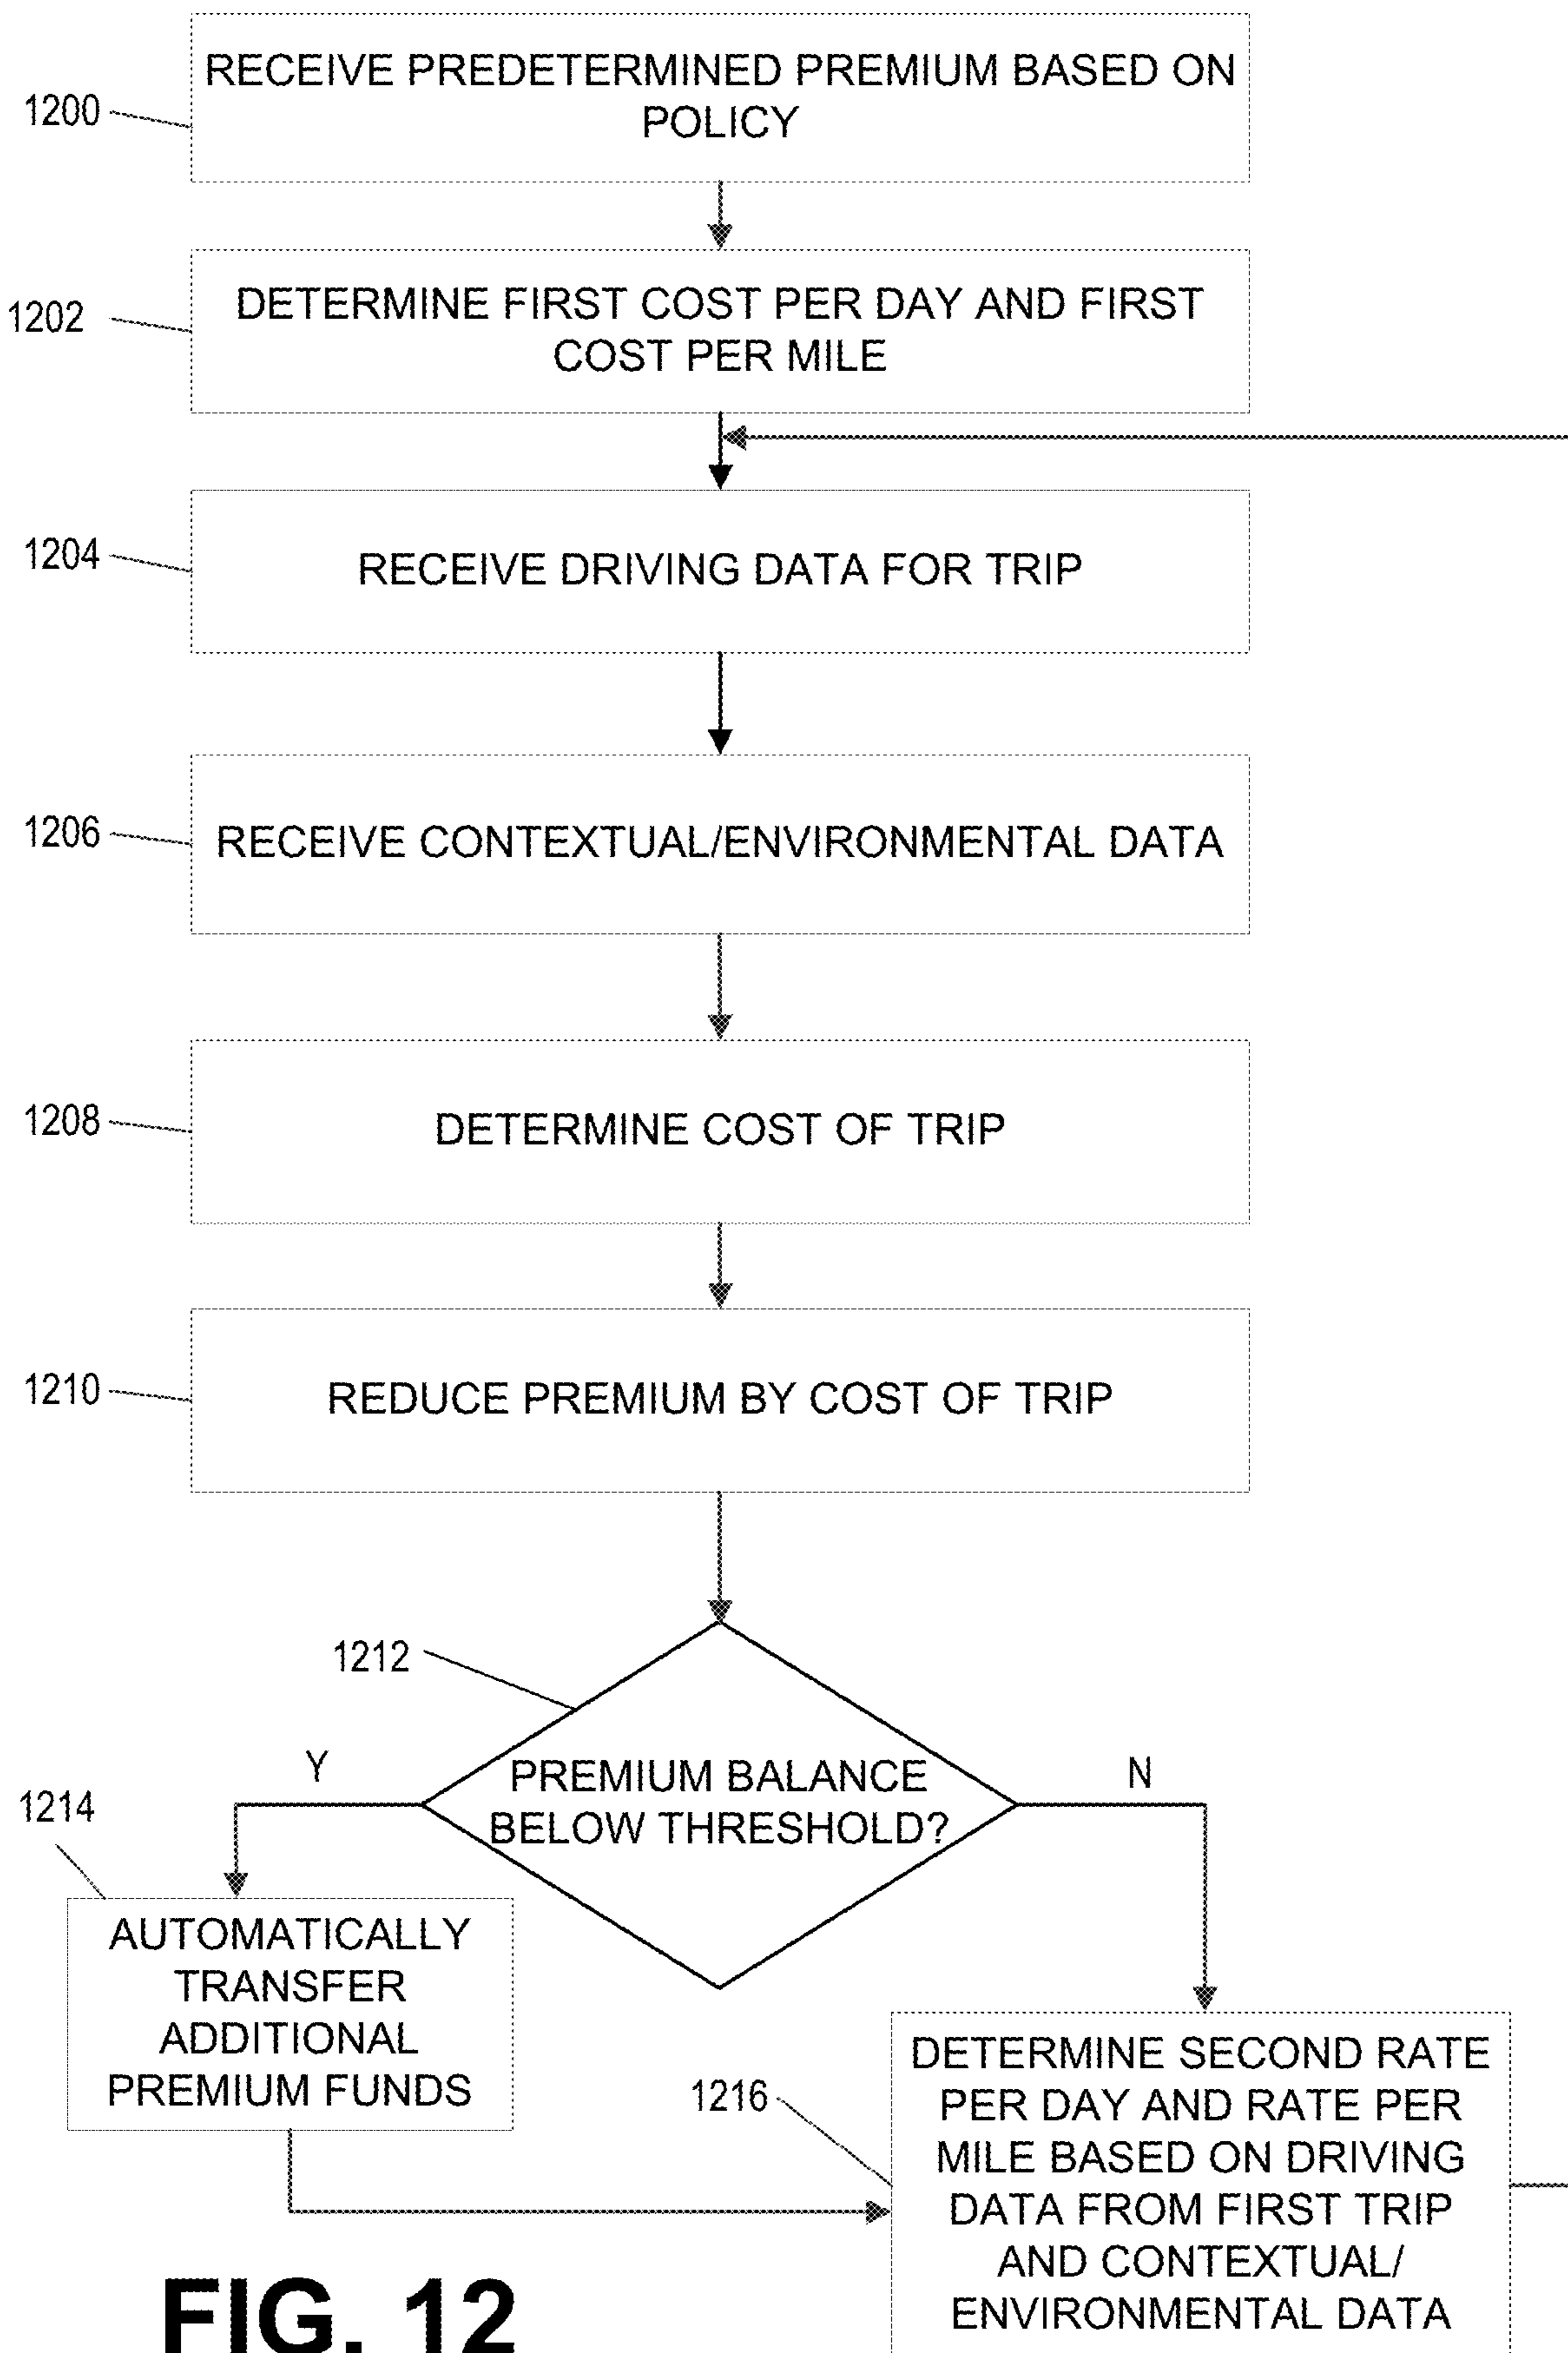 1200
RECEIVE PREDETERMINED PREMIUM BASED ON
POLICY
1202
DETERMINE FIRST COST PER DAY AND FIRST
COST PER MILE
1204
RECEIVE DRIVING DATA FOR TRIP
1206
RECEIVE CONTEXTUAL/ENVIRONMENTAL DATA
1208
DETERMINE COST OF TRIP
1210
REDUCE PREMIUM BY COST OF TRIP
1212
PREMIUM BALANCE
BELOW THRESHOLD?
Y
N
1214
AUTOMATICALLY
TRANSFER
ADDITIONAL
PREMIUM FUNDS
1216
DETERMINE SECOND RATE
PER DAY AND RATE PER
MILE BASED ON DRIVING
DATA FROM FIRST TRIP
AND CONTEXTUAL/
ENVIRONMENTAL DATA
FIG. 12